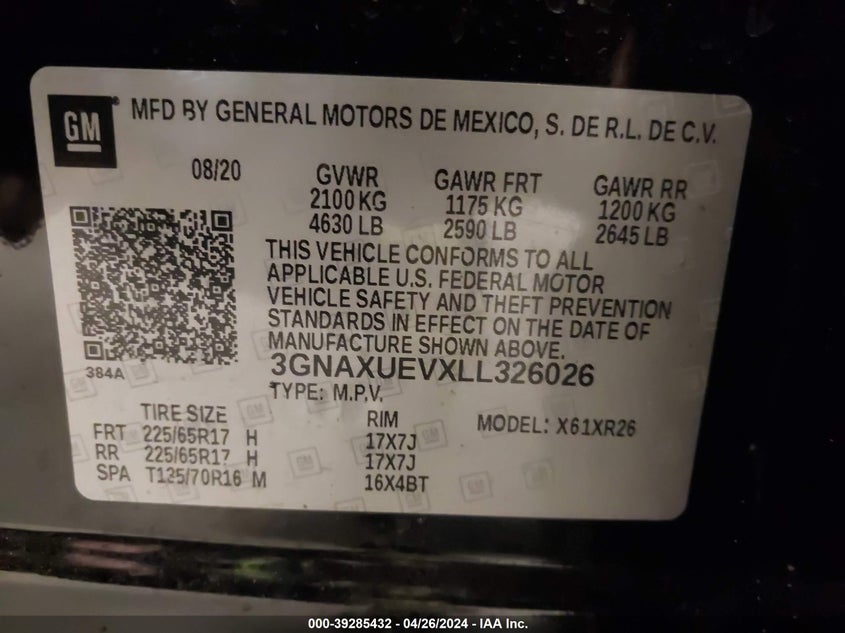 GM
MFD BY GENERAL MOTORS DE MEXICO, S. DE R.L. DE C.V.
08/20 GVWR GAWR FRT GAWR RR
2100 KG 1175 KG 1200 KG
4630 LB 2590 LB 2645 LB
THIS VEHICLE CONFORMS TO ALL
APPLICABLE U.S. FEDERAL MOTOR
VEHICLE SAFETY AND THEFT PREVENTION
STANDARDS IN EFFECT ON THE DATE OF
MANUFACTURE SHOWN ABOVE.
384A
3GNAXUEVXLL326026
TYPE: M.P.V.
TIRE SIZE RIM MODEL: X61XR26
FRT 225/65R17 H 17X7J
RR 225/65R17 H 17X7J
SPA T135/70R16 M 16X4BT
000-39285432 - 04/26/2024 - IAA Inc.